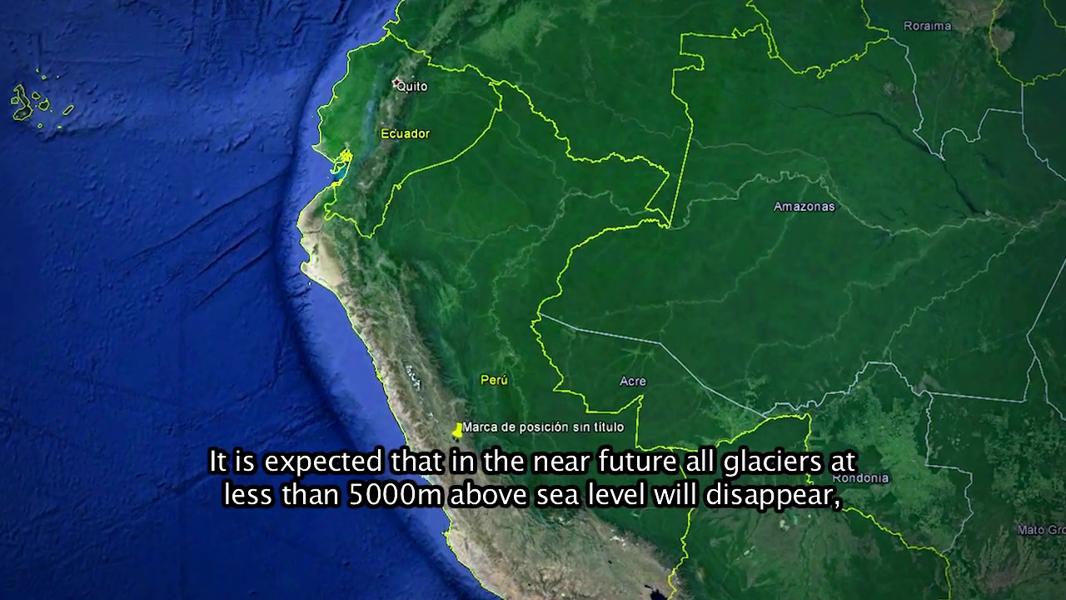 Roraima
Quito
Ecuador
Amazonas
Perú
Acre
Marca de posición sin título
It is expected that in the near future all glaciers at
less than 5000m above sea level will disappear,
Rondonia
Mato Gro